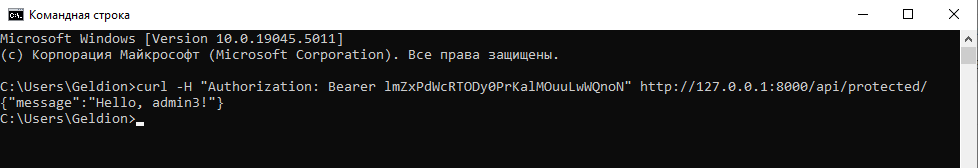 Командная строка
Microsoft Windows [Version 10.0.19045.5011]
(c) Корпорация Майкрософт (Microsoft Corporation). Все права защищены.
C:\Users\Geldion>curl -H "Authorization: Bearer lmZxPdWcRTODy0PrKalMOuuLwWQnoN" http://127.0.0.1:8000/api/protected/
{"message":"Hello, admin3!"}
C:\Users\Geldion>